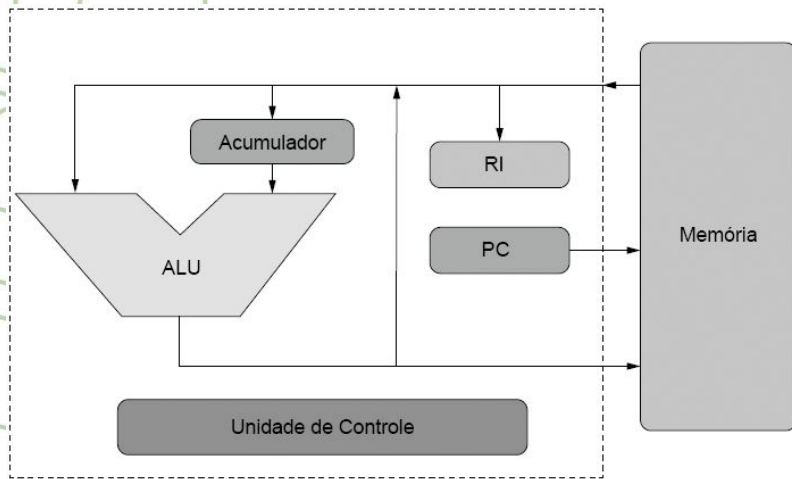 Acumulador
RI
PC
Memória
ALU
Unidade de Controle